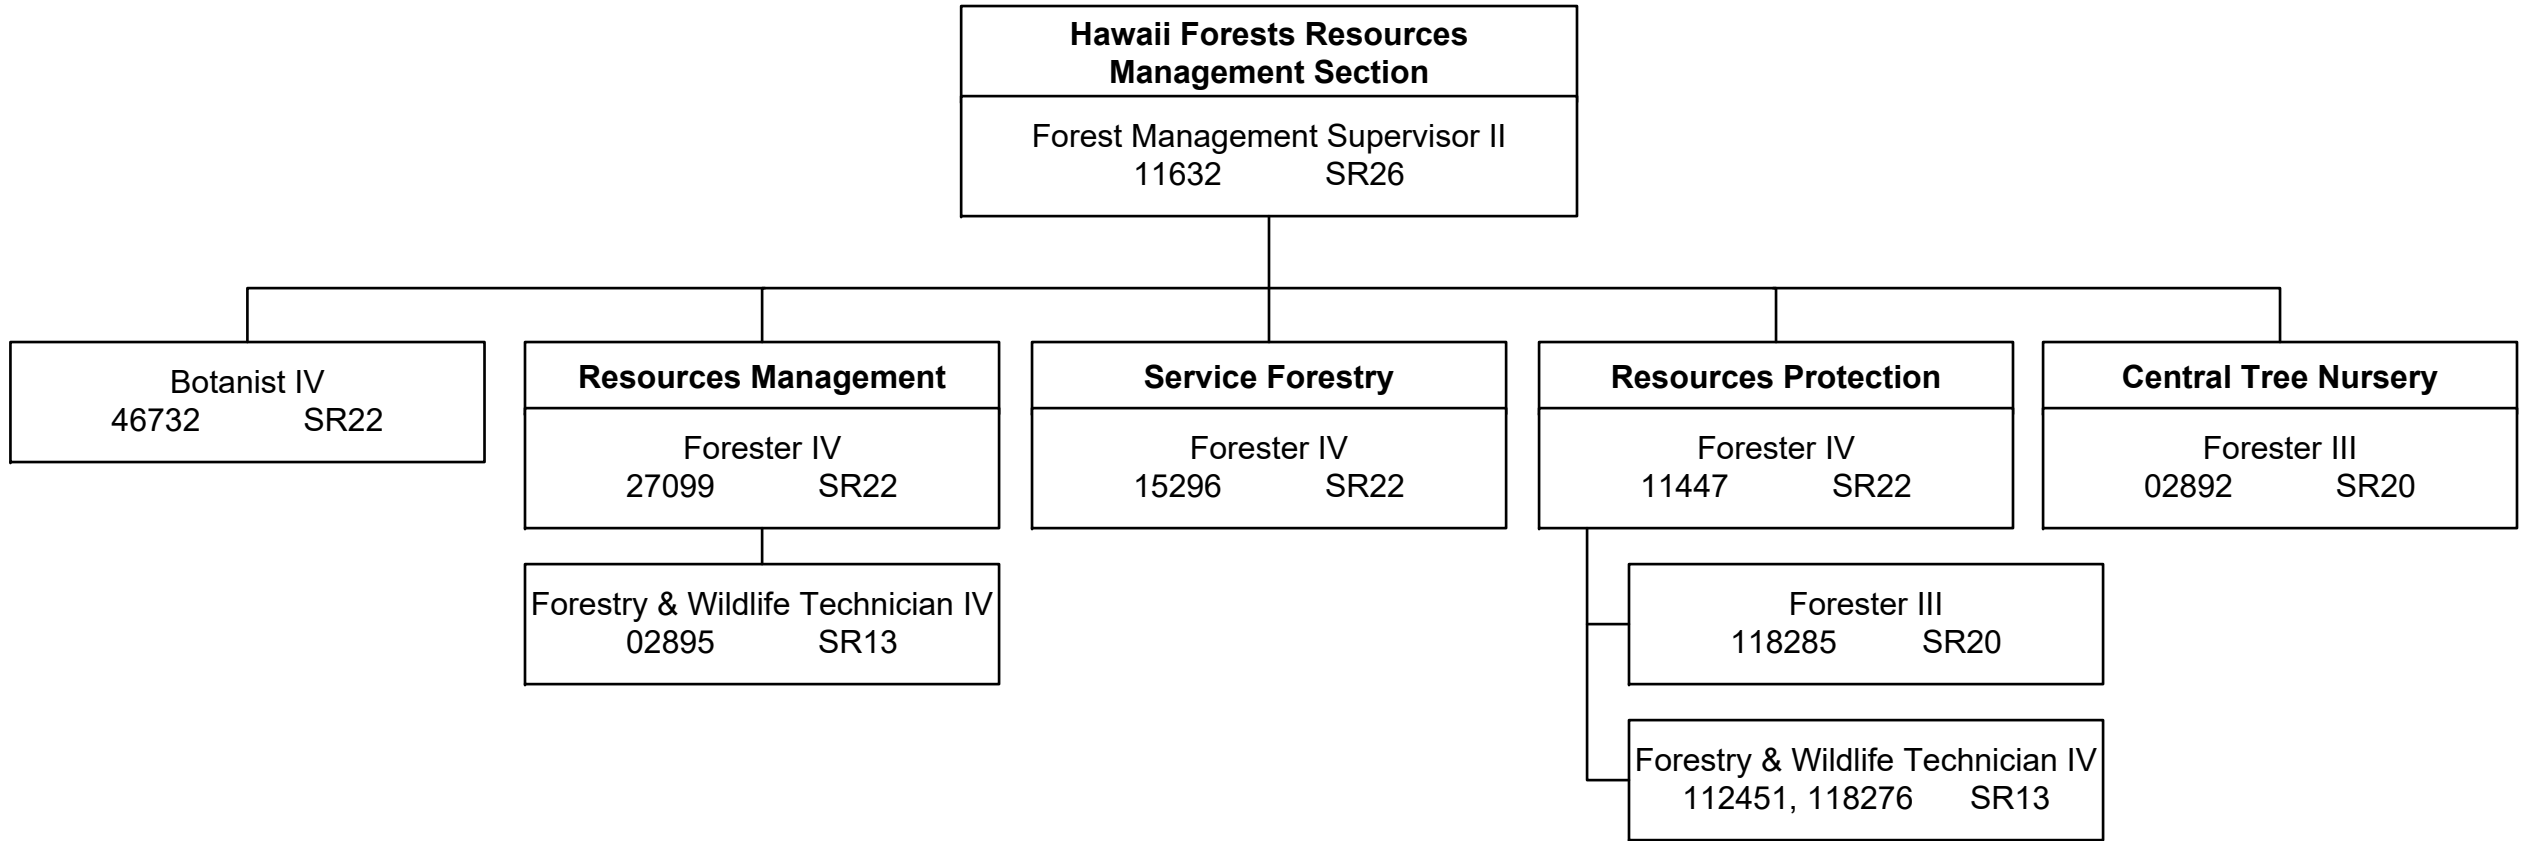 Hawaii Forests Resources
Management Section
Forest Management Supervisor II
11632 SR26
Botanist IV
46732 SR22
Resources Management
Forester IV
27099 SR22
Forestry & Wildlife Technician IV
02895 SR13
Service Forestry
Forester IV
15296 SR22
Resources Protection
Forester IV
11447 SR22
Forester III
118285 SR20
Forestry & Wildlife Technician IV
112451, 118276 SR13
Central Tree Nursery
Forester III
02892 SR20